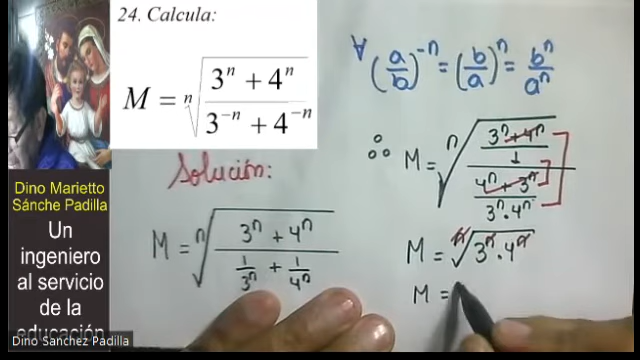 24. Calcula:
M = ⁿ√((3ⁿ + 4ⁿ)/(3⁻ⁿ + 4⁻ⁿ))
Solución:
M = ⁿ√((3ⁿ + 4ⁿ)/(1/3ⁿ + 1/4ⁿ))
∀ (a/b)⁻ⁿ = (b/a)ⁿ = bⁿ/aⁿ
∴ M = ⁿ√(((3ⁿ + 4ⁿ)/1)/((4ⁿ + 3ⁿ)/(3ⁿ · 4ⁿ)))
M = ⁿ√(3ⁿ · 4ⁿ)
M =
Dino Marietto
Sánche Padilla
Un
ingeniero
al servicio
de la
educación
Dino Sanchez Padilla